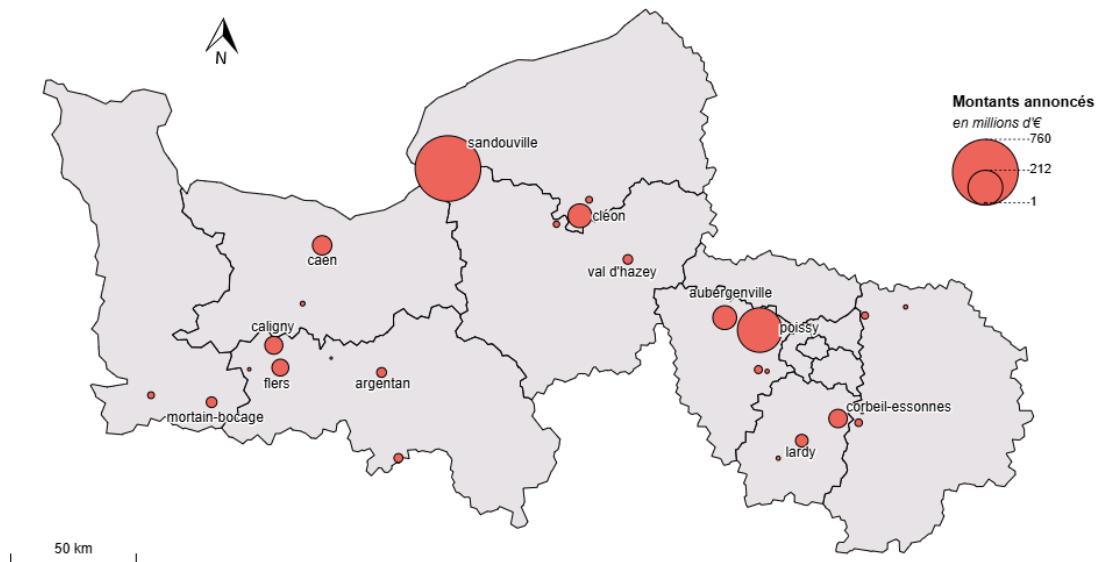 N
Montants annoncés
en millions d'€
760
212
1
sandouville
cléon
caen
val d'hazey
aubergenville
poissy
caligny
flers
argentan
mortain-bocage
corbeil-essonnes
lardy
50 km